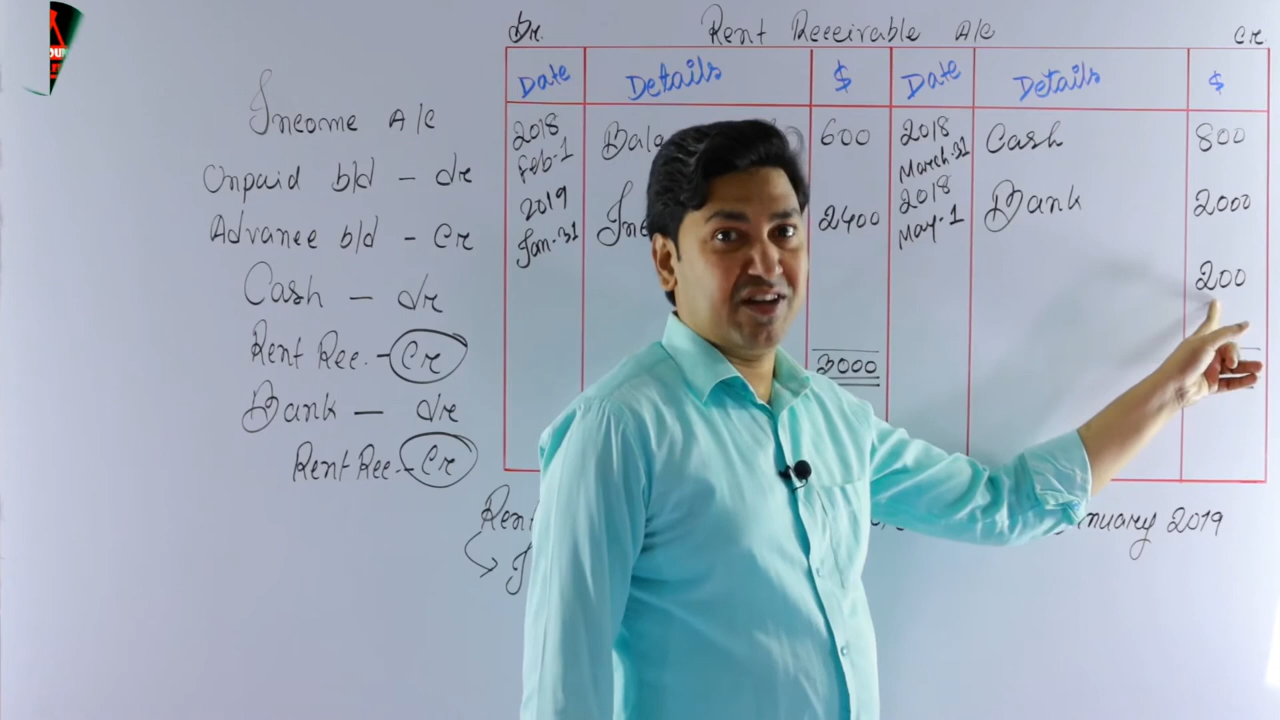 Dr. Rent Receivable A/c Cr.
Date Details $ Date Details $
2018 Feb-1 600 2018 March-31 Cash 800
2019 Jan-31 2400 2018 May-1 Bank 2000
200
3000
Income A/c
Unpaid b/d - dr
Advance b/d - Cr
Cash - dr
Rent Rec. - Cr
Bank - dr
Rent Rec. - Cr
2019